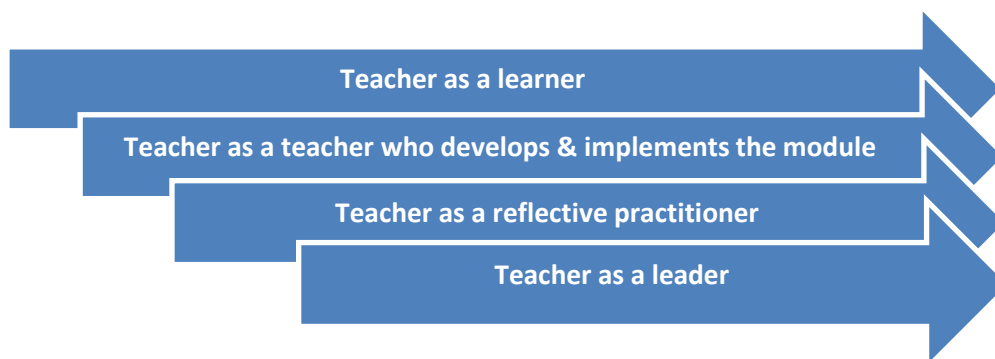 Teacher as a learner
Teacher as a teacher who develops & implements the module
Teacher as a reflective practitioner
Teacher as a leader